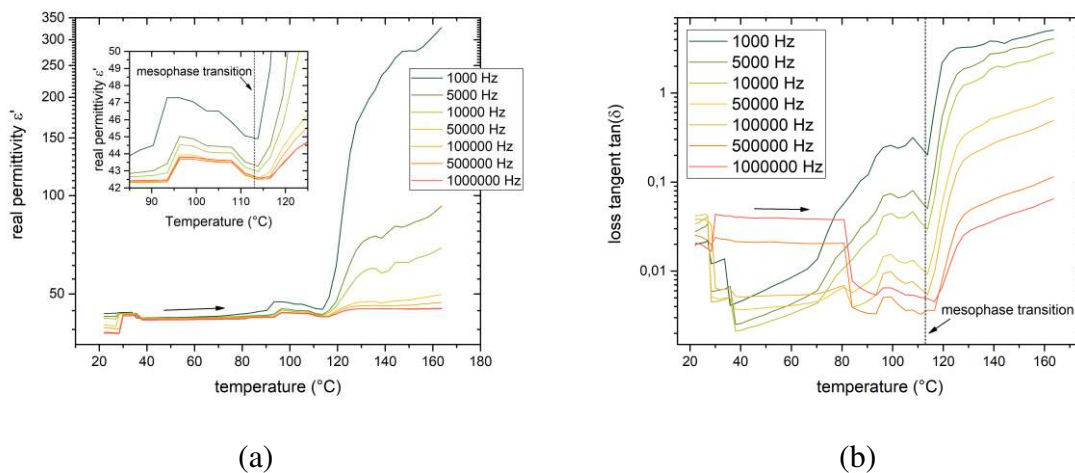 350
300
250
200
150
100
50
real permittivity ε'
50
49
48
47
46
45
44
43
42
real permittivity ε'
mesophase transition
90
100
110
120
Temperature (°C)
1000 Hz
5000 Hz
10000 Hz
50000 Hz
100000 Hz
500000 Hz
1000000 Hz
20
40
60
80
100
120
140
160
180
temperature (°C)
(a)
1
0,1
0,01
loss tangent tan(δ)
1000 Hz
5000 Hz
10000 Hz
50000 Hz
100000 Hz
500000 Hz
1000000 Hz
mesophase transition
20
40
60
80
100
120
140
160
temperature (°C)
(b)